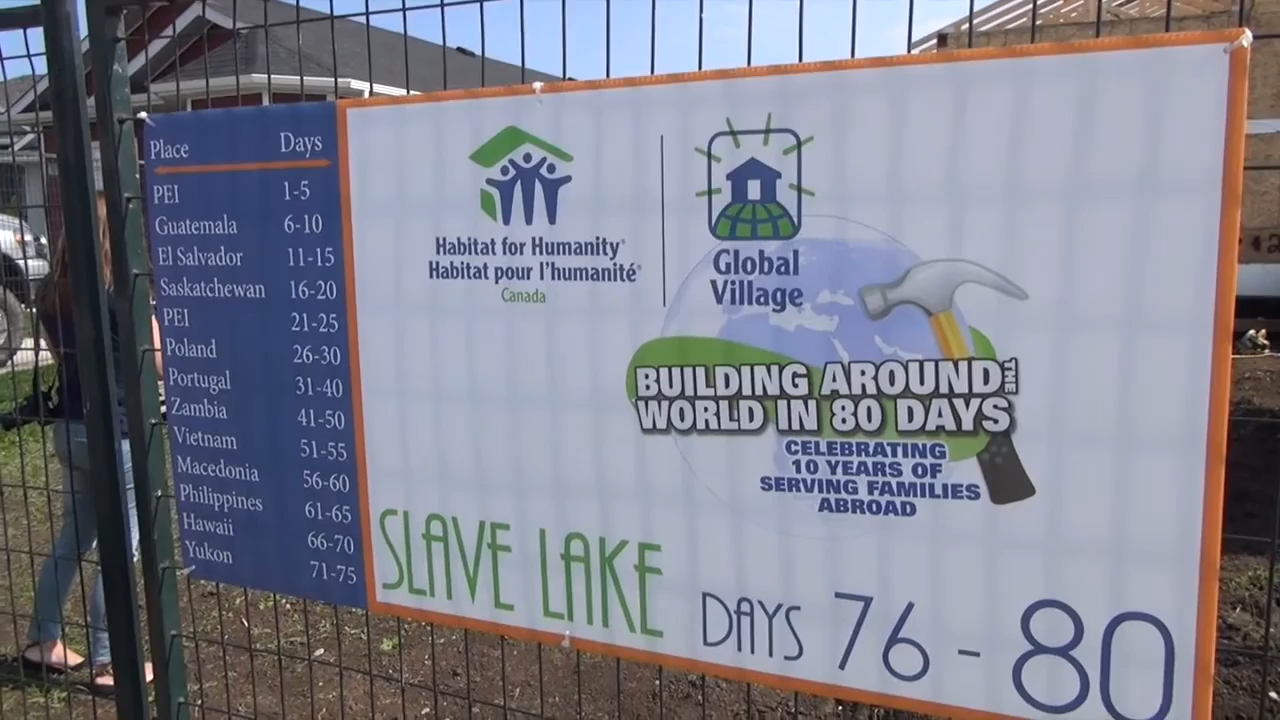 Place Days
PEI 1-5
Guatemala 6-10
El Salvador 11-15
Saskatchewan 16-20
PEI 21-25
Poland 26-30
Portugal 31-40
Zambia 41-50
Vietnam 51-55
Macedonia 56-60
Philippines 61-65
Hawaii 66-70
Yukon 71-75
Habitat for Humanity®
Habitat pour l'humanité®
Canada
Global
Village
BUILDING AROUND THE
WORLD IN 80 DAYS
CELEBRATING
10 YEARS OF
SERVING FAMILIES
ABROAD
SLAVE LAKE DAYS 76-80